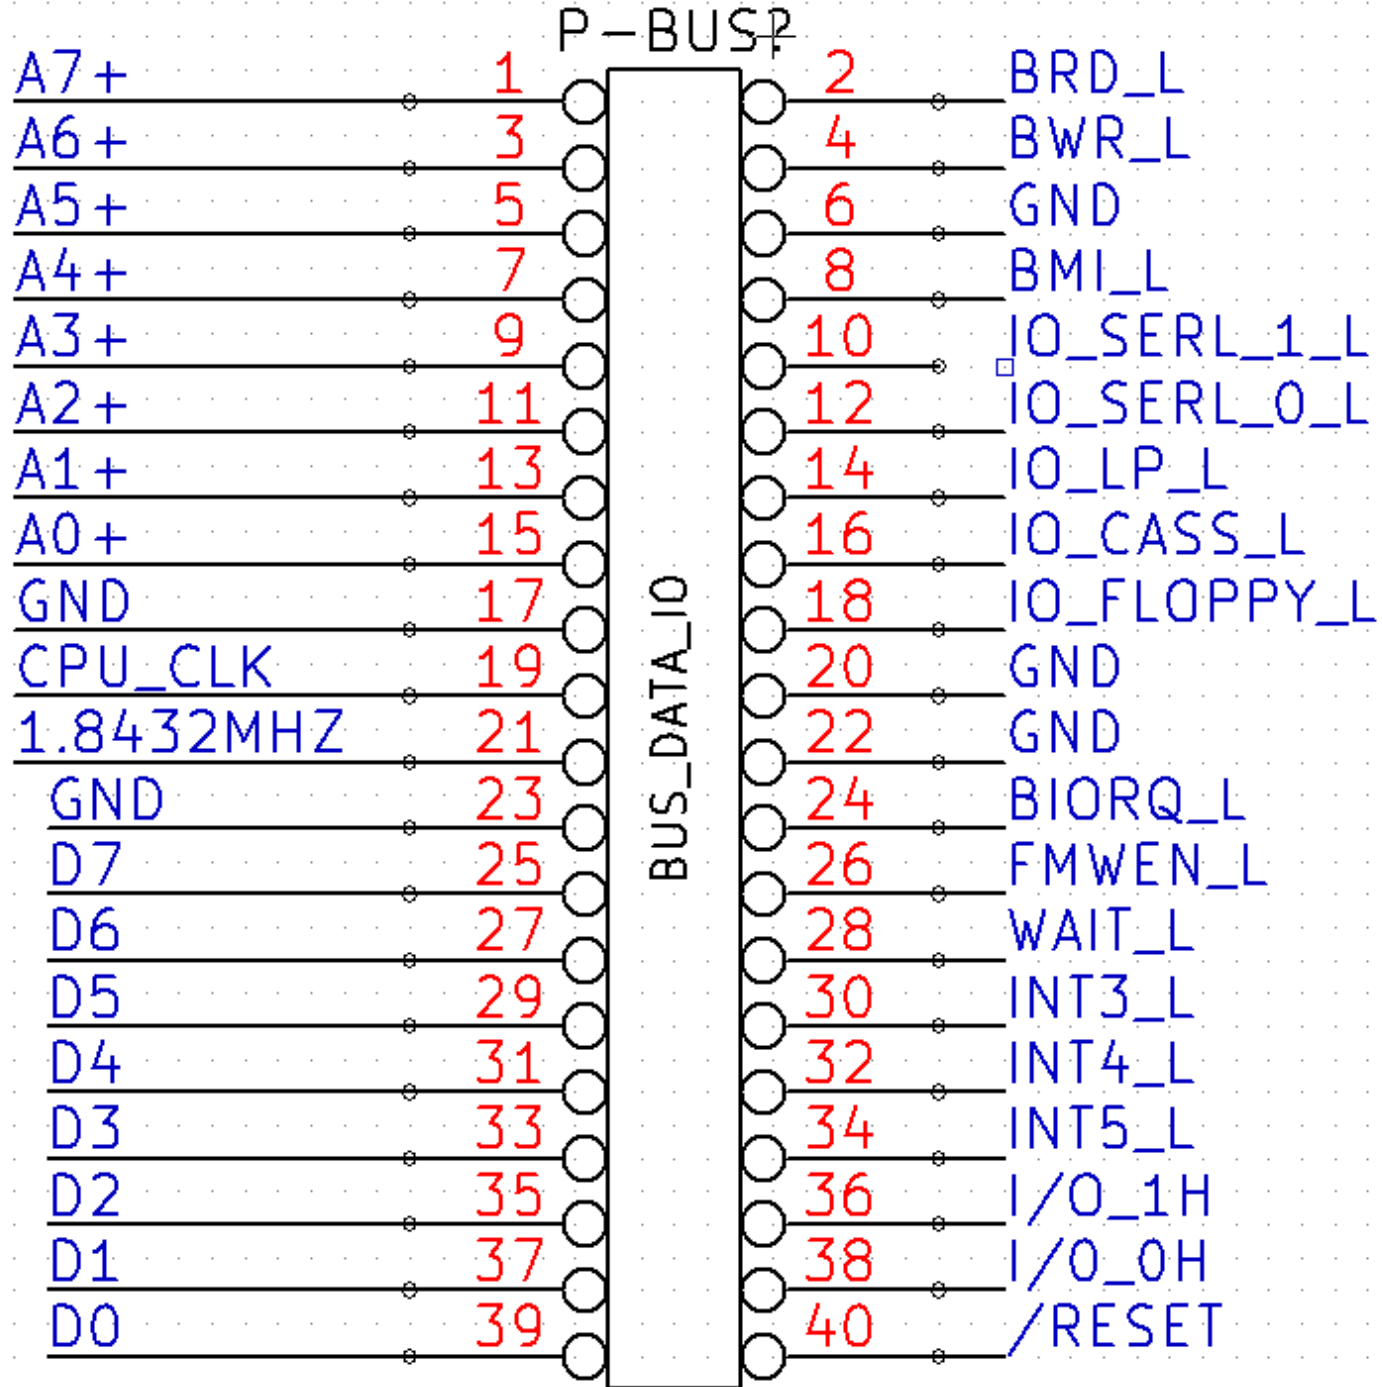 P-BUS?
A7+ 1 2 BRD_L
A6+ 3 4 BWR_L
A5+ 5 6 GND
A4+ 7 8 BMI_L
A3+ 9 10 IO_SERL_1_L
A2+ 11 12 IO_SERL_0_L
A1+ 13 14 IO_LP_L
A0+ 15 16 IO_CASS_L
GND 17 18 IO_FLOPPY_L
CPU_CLK 19 20 GND
1.8432MHZ 21 22 GND
GND 23 24 BIORQ_L
D7 25 26 FMWEN_L
D6 27 28 WAIT_L
D5 29 30 INT3_L
D4 31 32 INT4_L
D3 33 34 INT5_L
D2 35 36 I/O_1H
D1 37 38 I/O_0H
D0 39 40 /RESET
BUS_DATA_IO